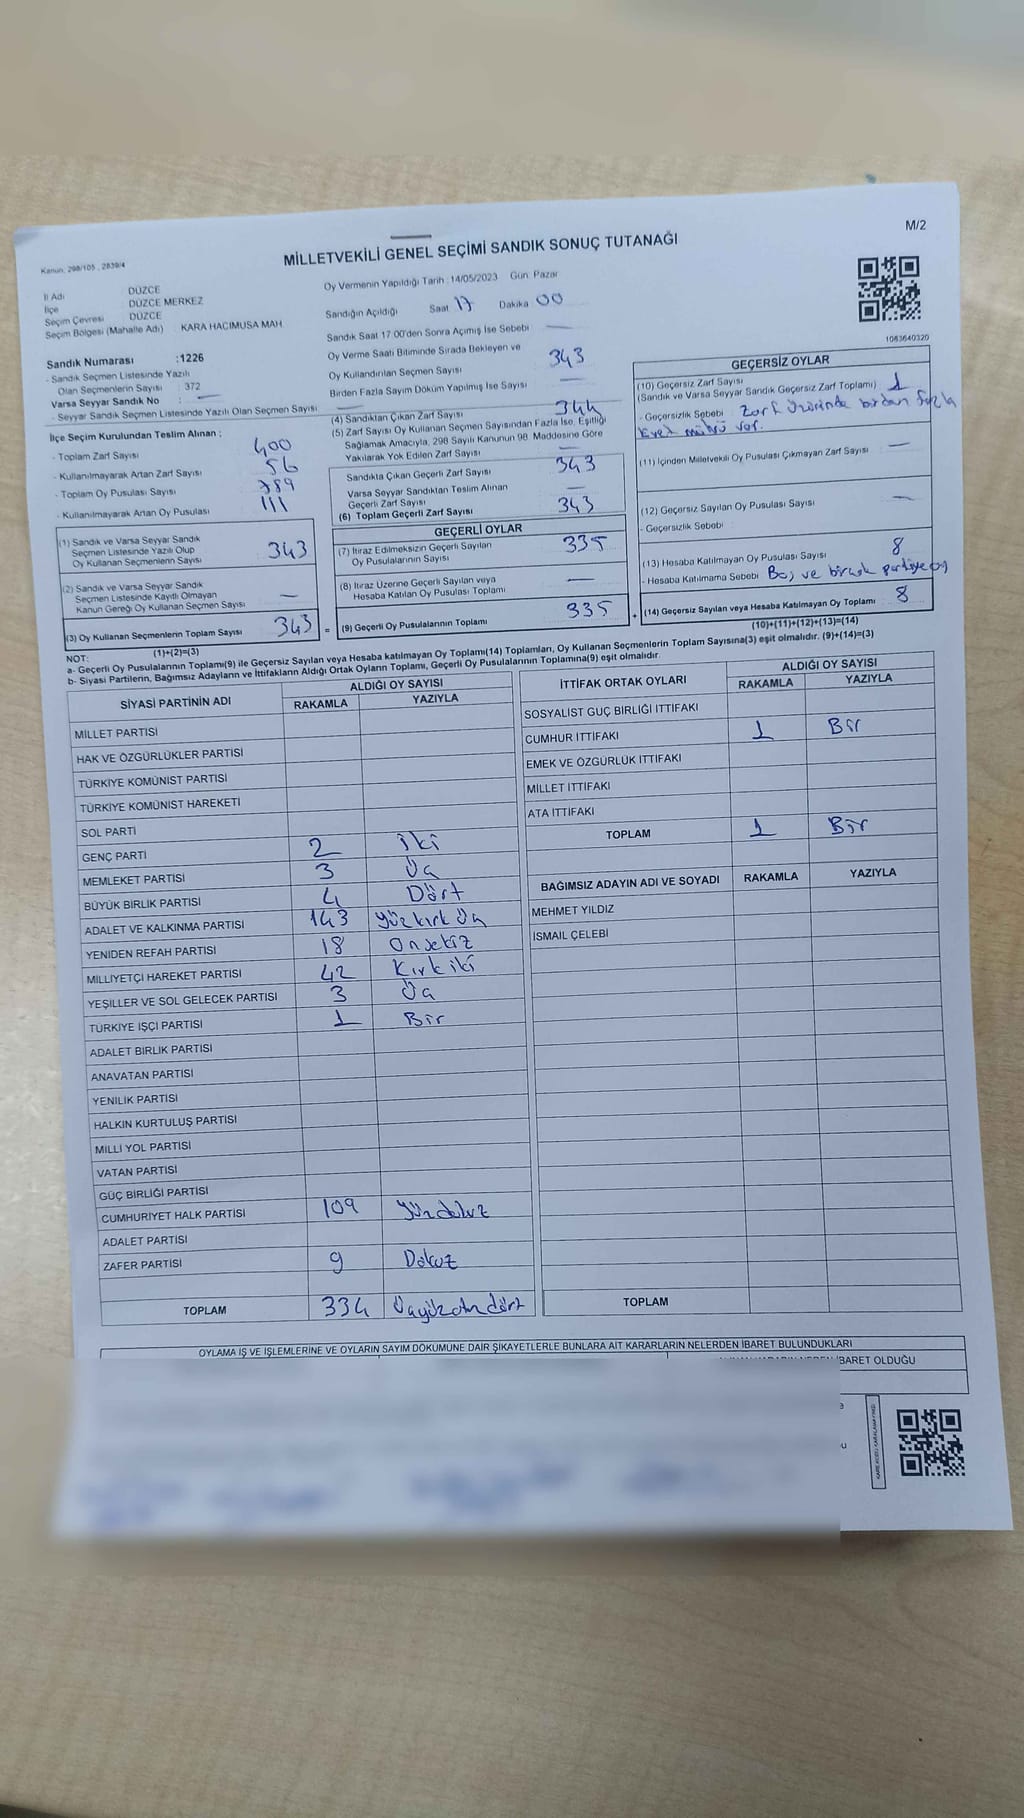 M/2
MİLLETVEKİLİ GENEL SEÇİMİ SANDIK SONUÇ TUTANAĞI
Kanun, 298/105 , 2839/4
İl Adı DÜZCE
İlçe DÜZCE MERKEZ
Seçim Çevresi DÜZCE
Seçim Bölgesi (Mahalle Adı) KARA HACIMUSA MAH
Sandık Numarası :1226
- Sandık Seçmen Listesinde Yazılı
Olan Seçmenlerin Sayısı : 372
Varsa Seyyar Sandık No : —
- Seyyar Sandık Seçmen Listesinde Yazılı Olan Seçmen Sayısı —
İlçe Seçim Kurulundan Teslim Alınan :
- Toplam Zarf Sayısı 400
- Kullanılmayarak Artan Zarf Sayısı 56
- Toplam Oy Pusulası Sayısı 789
- Kullanılmayarak Artan Oy Pusulası 111
(1) Sandık ve Varsa Seyyar Sandık
Seçmen Listesinde Yazılı Olup
Oy Kullanan Seçmenlerin Sayısı 343
(2) Sandık ve Varsa Seyyar Sandık
Seçmen Listesinde Kayıtlı Olmayan
Kanun Gereği Oy Kullanan Seçmen Sayısı —
(3) Oy Kullanan Seçmenlerin Toplam Sayısı 343 =
(1)+(2)=(3)
Oy Vermenin Yapıldığı Tarih : 14/05/2023 Gün: Pazar
Sandığın Açıldığı Saat 17 Dakika 00
Sandık Saat 17:00'den Sonra Açımış İse Sebebi —
Oy Verme Saati Bitiminde Sırada Bekleyen ve
Oy Kullandırılan Seçmen Sayısı 343
Birden Fazla Sayım Döküm Yapılmış İse Sayısı —
(4) Sandıktan Çıkan Zarf Sayısı 344
(5) Zarf Sayısı Oy Kullanan Seçmen Sayısından Fazla İse, Eşitliği
Sağlamak Amacıyla, 298 Sayılı Kanunun 98. Maddesine Göre
Yakılarak Yok Edilen Zarf Sayısı —
Sandıkta Çıkan Geçerli Zarf Sayısı 343
Varsa Seyyar Sandıktan Teslim Alınan
Geçerli Zarf Sayısı —
(6) Toplam Geçerli Zarf Sayısı 343
GEÇERLİ OYLAR
(7) İtiraz Edilmeksizin Geçerli Sayılan
Oy Pusulalarının Sayısı 335
(8) İtiraz Üzerine Geçerli Sayılan veya
Hesaba Katılan Oy Pusulası Toplamı —
(9) Geçerli Oy Pusulalarının Toplamı 335 +
1083640320
GEÇERSİZ OYLAR
(10) Geçersiz Zarf Sayısı
(Sandık ve Varsa Seyyar Sandık Geçersiz Zarf Toplamı) 1
- Geçersizlik Sebebi : Zarf Üzerinde birden fazla
Evet mührü var.
(11) İçinden Milletvekili Oy Pusulası Çıkmayan Zarf Sayısı —
(12) Geçersiz Sayılan Oy Pusulası Sayısı —
- Geçersizlik Sebebi :
(13) Hesaba Katılmayan Oy Pusulası Sayısı 8
- Hesaba Katılmama Sebebi : Boş ve birçok partiye oy
(14) Geçersiz Sayılan veya Hesaba Katılmayan Oy Toplamı 8
(10)+(11)+(12)+(13)=(14)
NOT:
a- Geçerli Oy Pusulalarının Toplamı(9) ile Geçersiz Sayılan veya Hesaba katılmayan Oy Toplamı(14) Toplamları, Oy Kullanan Seçmenlerin Toplam Sayısına(3) eşit olmalıdır. (9)+(14)=(3)
b- Siyasi Partilerin, Bağımsız Adayların ve İttifakların Aldığı Ortak Oyların Toplamı, Geçerli Oy Pusulalarının Toplamına(9) eşit olmalıdır.
SİYASİ PARTİNİN ADI ALDIĞI OY SAYISI
RAKAMLA YAZIYLA
MİLLET PARTİSİ
HAK VE ÖZGÜRLÜKLER PARTİSİ
TÜRKİYE KOMÜNİST PARTİSİ
TÜRKİYE KOMÜNİST HAREKETİ
SOL PARTİ
GENÇ PARTİ 2 İki
MEMLEKET PARTİSİ 3 Üç
BÜYÜK BİRLİK PARTİSİ 4 Dört
ADALET VE KALKINMA PARTİSİ 143 Yüzkırk Üç
YENİDEN REFAH PARTİSİ 18 Onsekiz
MİLLİYETÇİ HAREKET PARTİSİ 42 Kırkiki
YEŞİLLER VE SOL GELECEK PARTİSİ 3 Üç
TÜRKİYE İŞÇİ PARTİSİ 1 Bir
ADALET BİRLİK PARTİSİ
ANAVATAN PARTİSİ
YENİLİK PARTİSİ
HALKIN KURTULUŞ PARTİSİ
MİLLİ YOL PARTİSİ
VATAN PARTİSİ
GÜÇ BİRLİĞİ PARTİSİ
CUMHURİYET HALK PARTİSİ 109 Yüzdokuz
ADALET PARTİSİ
ZAFER PARTİSİ 9 Dokuz
TOPLAM 334 Üçyüzotuzdört
İTTİFAK ORTAK OYLARI ALDIĞI OY SAYISI
RAKAMLA YAZIYLA
SOSYALİST GÜÇ BİRLİĞİ İTTİFAKI
CUMHUR İTTİFAKI 1 Bir
EMEK VE ÖZGÜRLÜK İTTİFAKI
MİLLET İTTİFAKI
ATA İTTİFAKI
TOPLAM 1 Bir
BAĞIMSIZ ADAYIN ADI VE SOYADI RAKAMLA YAZIYLA
MEHMET YILDIZ
İSMAİL ÇELEBİ
TOPLAM
OYLAMA İŞ VE İŞLEMLERİNE VE OYLARIN SAYIM DÖKÜMÜNE DAİR ŞİKAYETLERLE BUNLARA AİT KARARLARIN NELERDEN İBARET BULUNDUKLARI
İBARET OLDUĞU